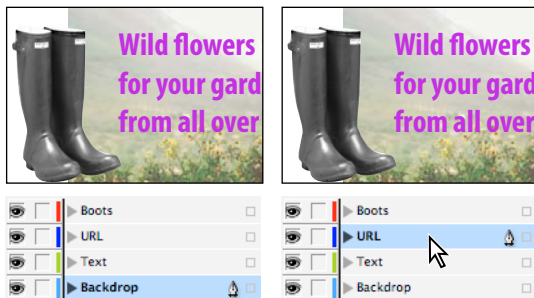 Wild flowers
for your gard
from all over
Boots
URL
Text
Backdrop
Wild flowers
for your gard
from all over
Boots
URL
Text
Backdrop